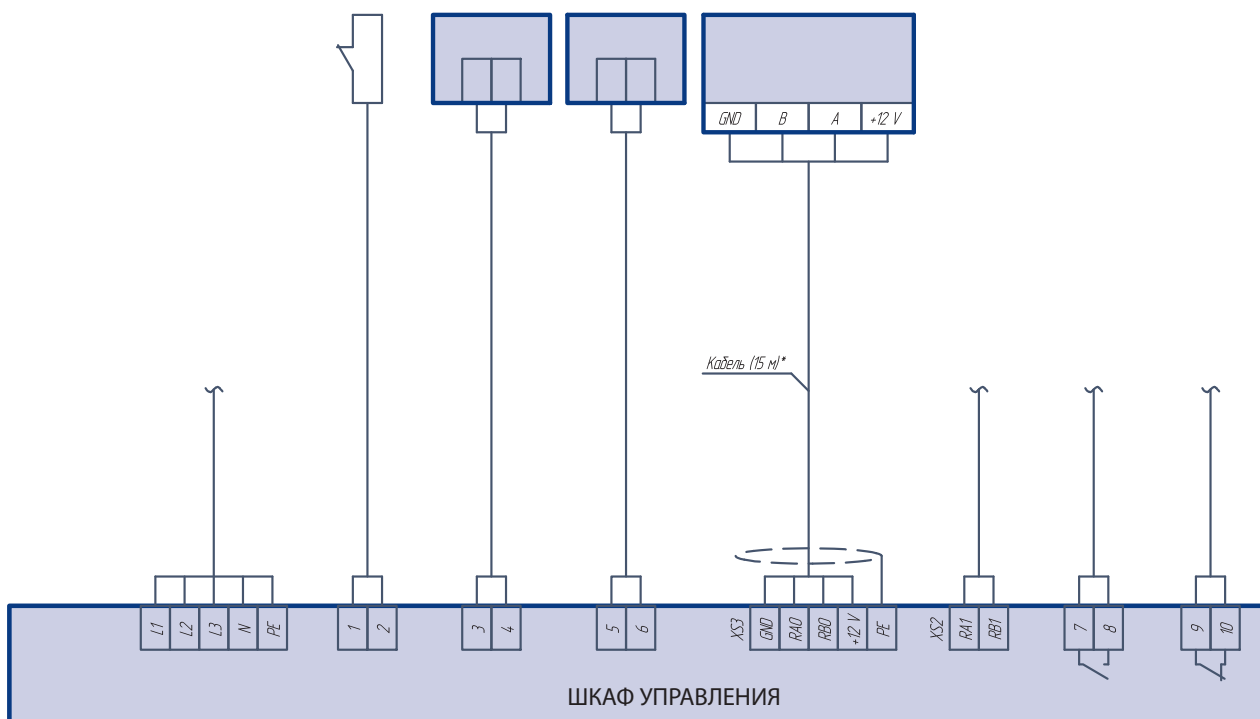 GND B A +12 V
Кабель (15 м)*
L1 L2 L3 N PE
1 2
3 4
5 6
XS3 GND RA0 RB0 +12 V PE
XS2 RA1 RB1
7 8
9 10
ШКАФ УПРАВЛЕНИЯ